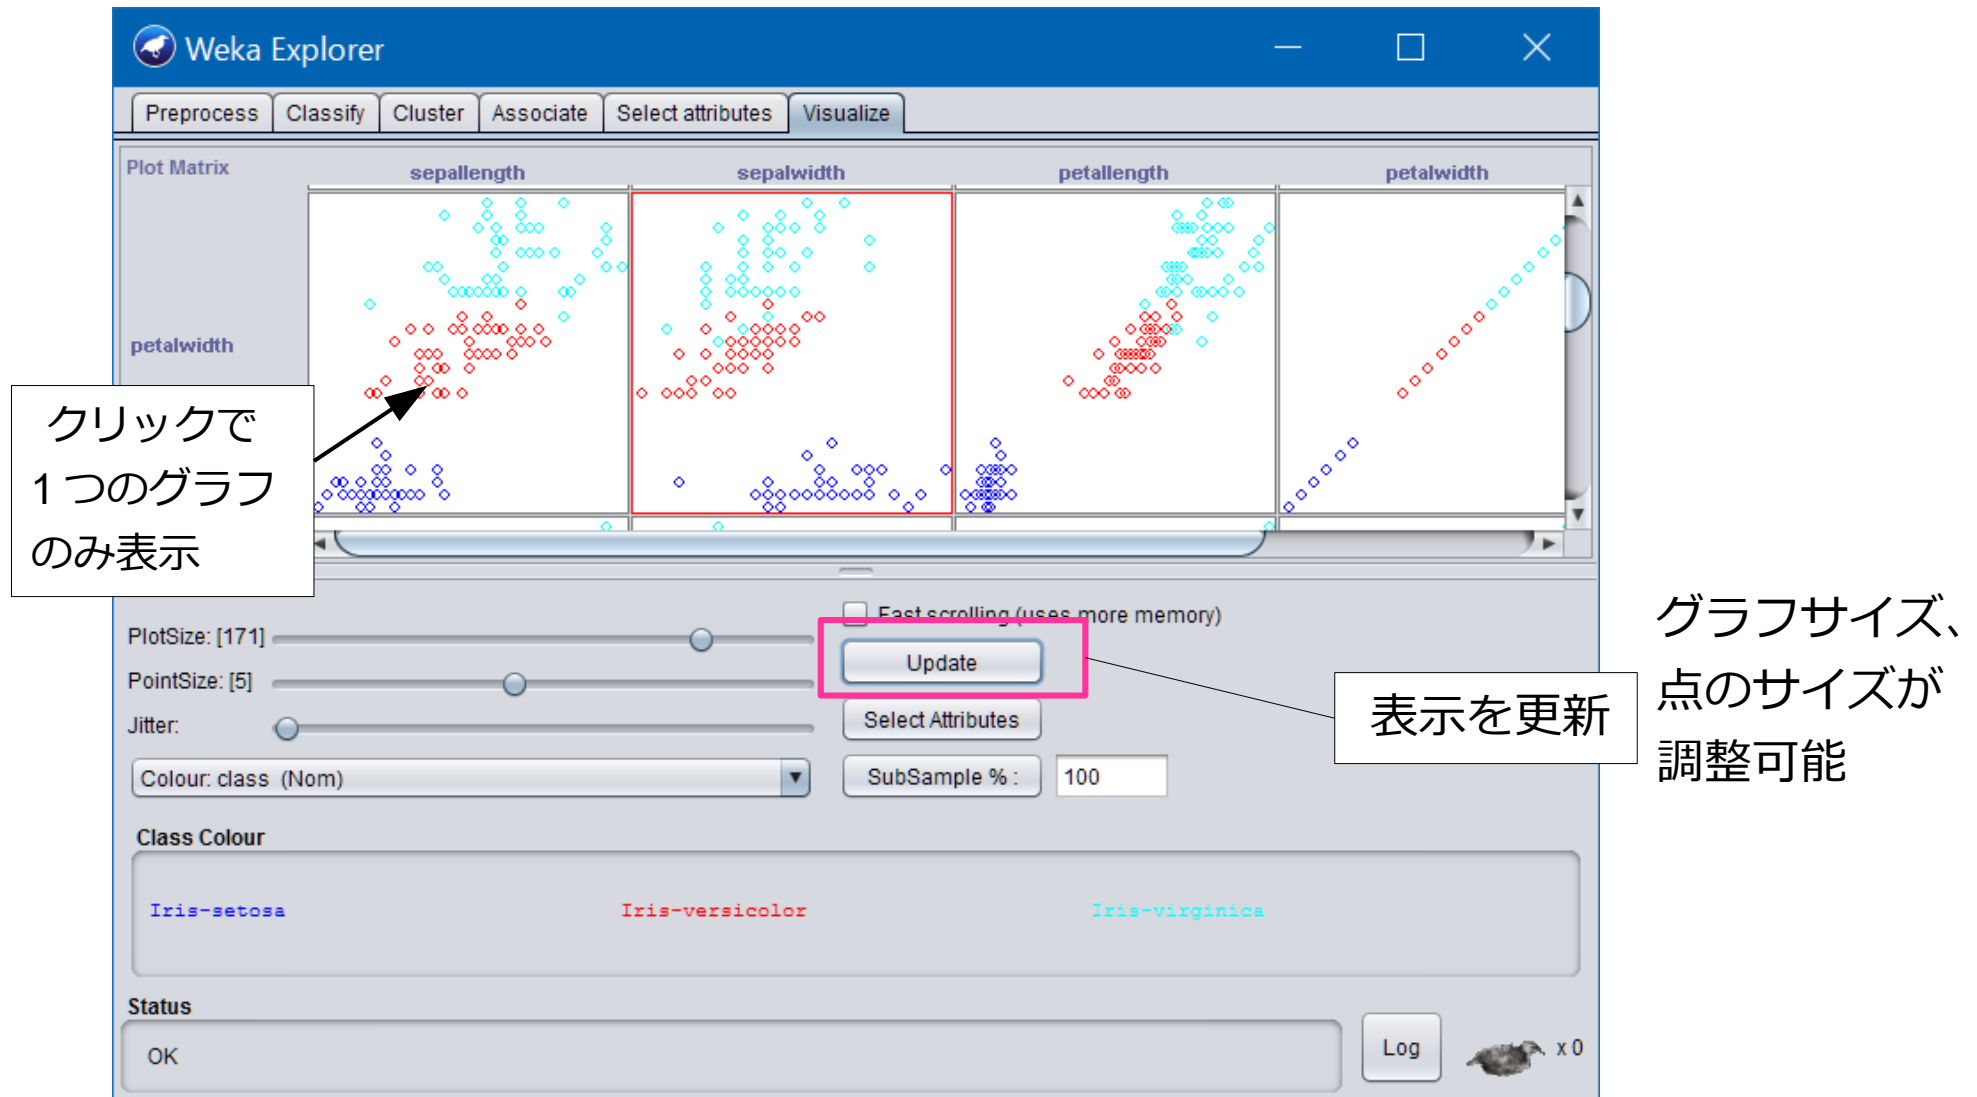 Weka Explorer
Preprocess Classify Cluster Associate Select attributes Visualize
Plot Matrix sepallength sepalwidth petallength petalwidth
petalwidth
クリックで
1つのグラフ
のみ表示
Fast scrolling (uses more memory)
PlotSize: [171]
Update
PointSize: [5]
Select Attributes
Jitter:
Colour: class (Nom)
SubSample % : 100
表示を更新
グラフサイズ、
点のサイズが
調整可能
Class Colour
Iris-setosa Iris-versicolor Iris-virginica
Status
OK
Log
x 0